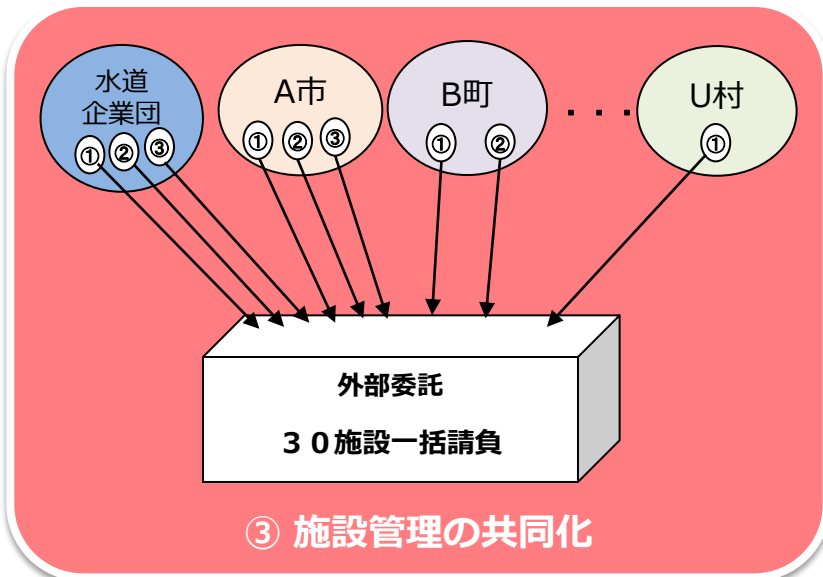 水道
企業団
A市
B町
・・・
U村
① ② ③
① ② ③
① ②
①
外部委託
３０施設一括請負
③ 施設管理の共同化